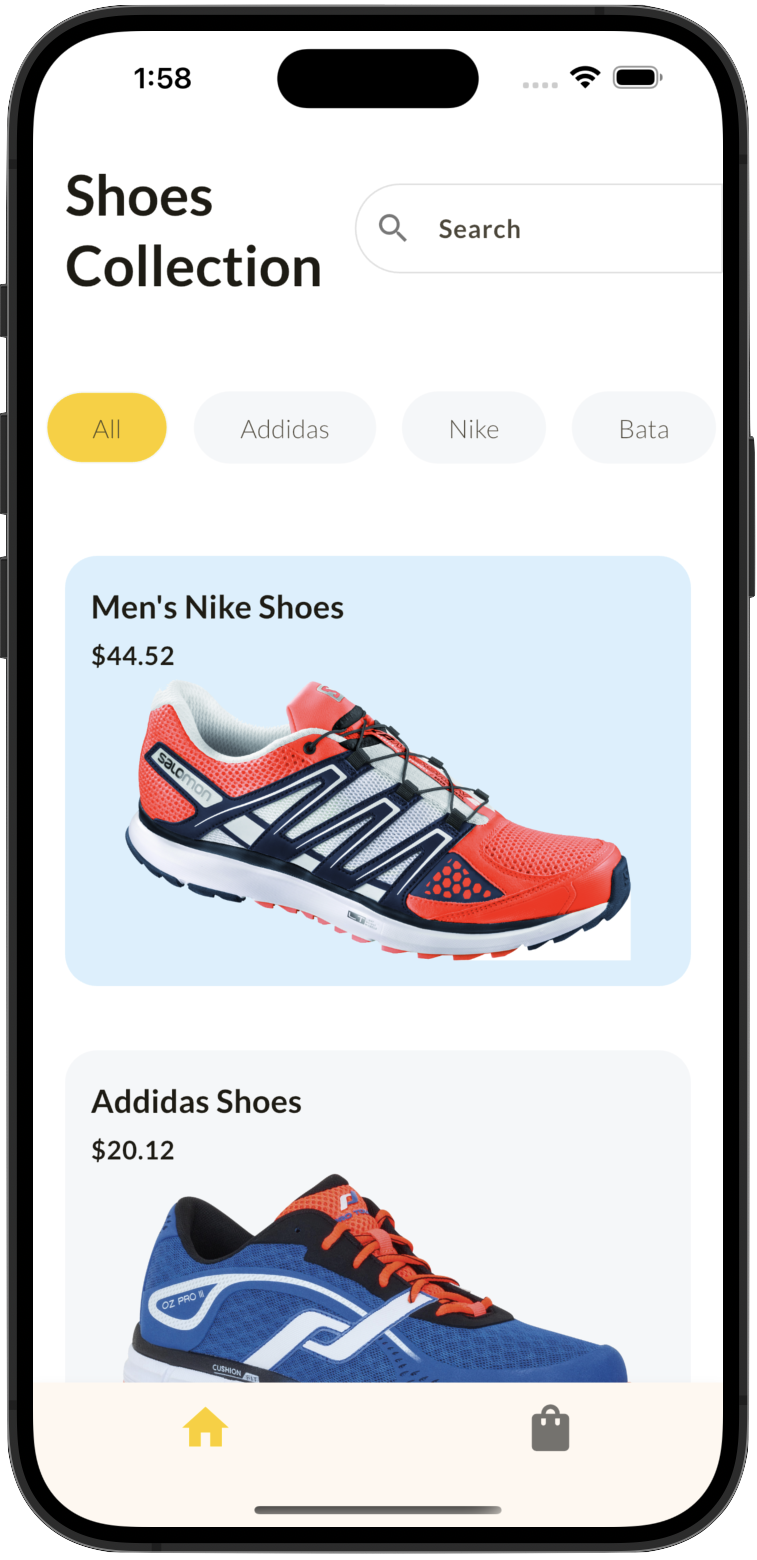 1:58
Shoes
Collection
Search
All
Addidas
Nike
Bata
Men's Nike Shoes
$44.52
salomon
Addidas Shoes
$20.12
OZ PRO III
CUSHION